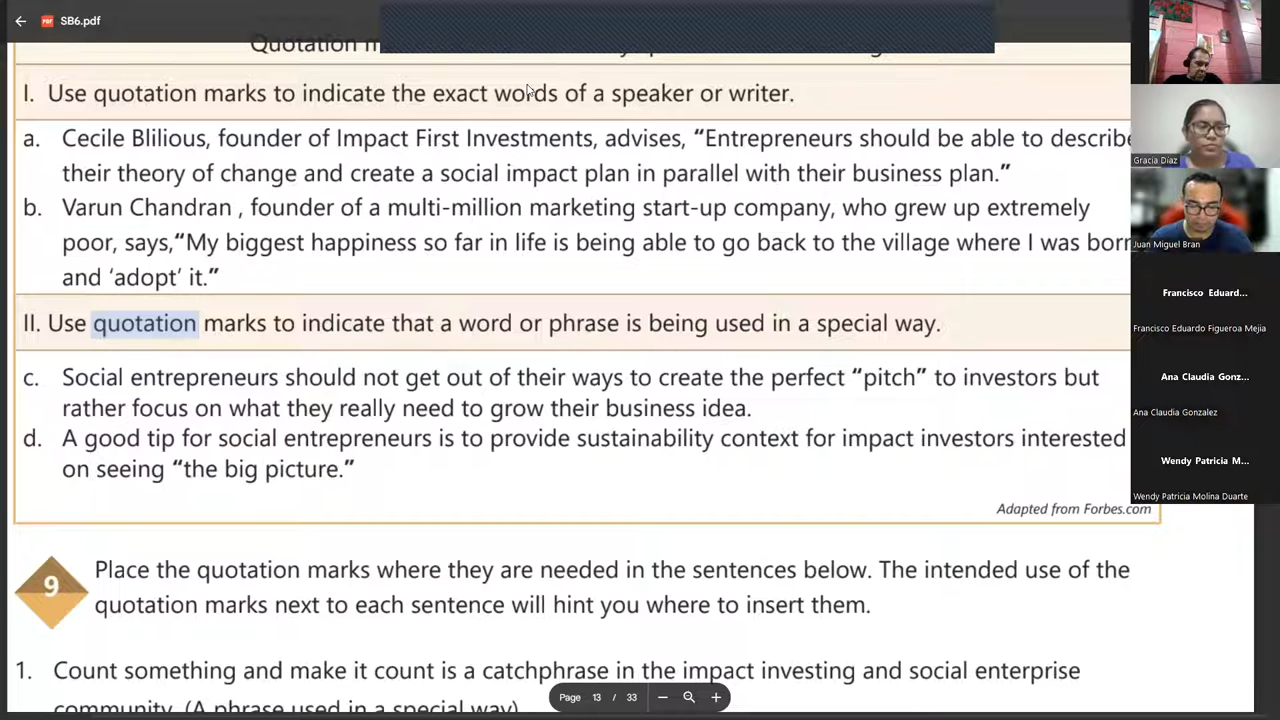 SB6.pdf
Quotation
I. Use quotation marks to indicate the exact words of a speaker or writer.
a. Cecile Blilious, founder of Impact First Investments, advises, “Entrepreneurs should be able to describe
their theory of change and create a social impact plan in parallel with their business plan.”
b. Varun Chandran , founder of a multi-million marketing start-up company, who grew up extremely
poor, says,“My biggest happiness so far in life is being able to go back to the village where I was born
and ‘adopt’ it.”
II. Use quotation marks to indicate that a word or phrase is being used in a special way.
c. Social entrepreneurs should not get out of their ways to create the perfect “pitch” to investors but
rather focus on what they really need to grow their business idea.
d. A good tip for social entrepreneurs is to provide sustainability context for impact investors interested
on seeing “the big picture.”
Adapted from Forbes.com
9
Place the quotation marks where they are needed in the sentences below. The intended use of the
quotation marks next to each sentence will hint you where to insert them.
1. Count something and make it count is a catchphrase in the impact investing and social enterprise
community. (A phrase used in a special way)
Page 13 / 33
Gracia Díaz
Juan Miguel Bran
Francisco Eduard...
Francisco Eduardo Figueroa Mejia
Ana Claudia Gonz...
Ana Claudia Gonzalez
Wendy Patricia M...
Wendy Patricia Molina Duarte